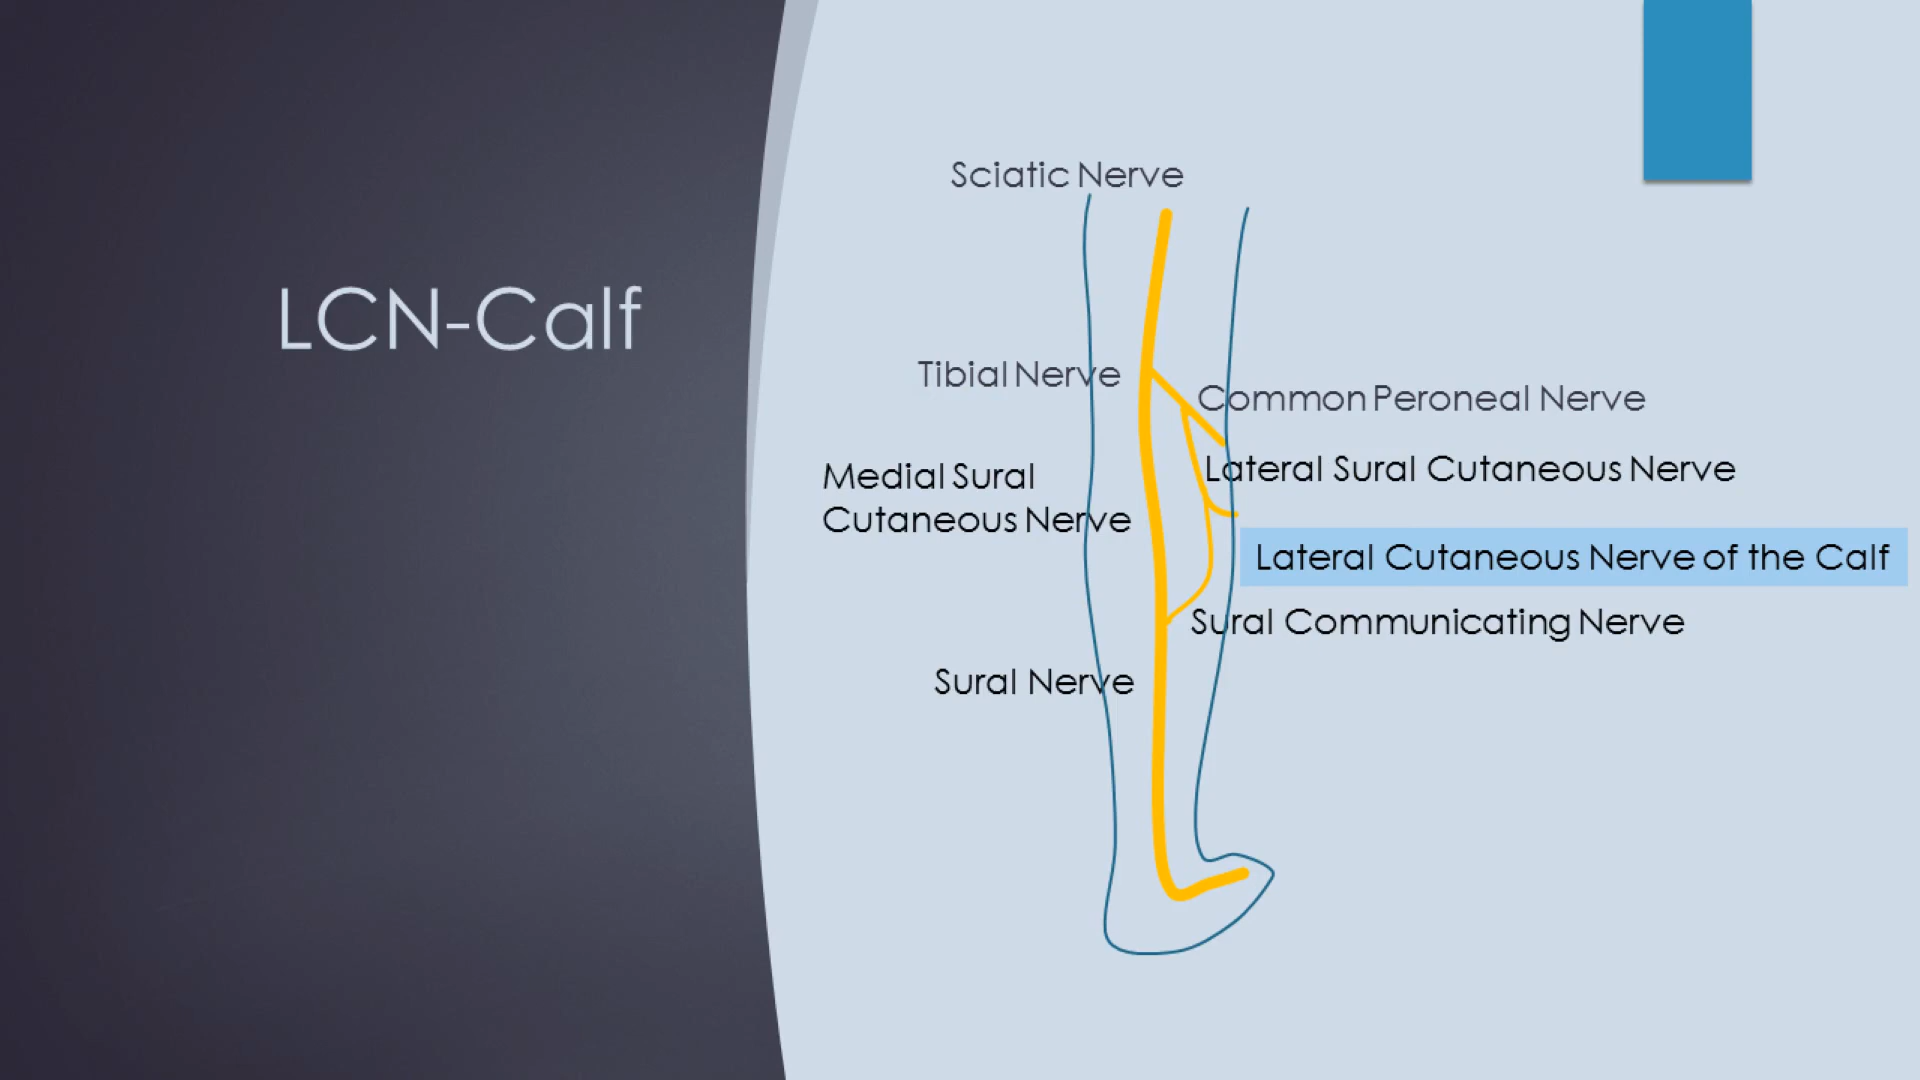 LCN-Calf
Sciatic Nerve
Tibial Nerve
Common Peroneal Nerve
Lateral Sural Cutaneous Nerve
Medial Sural
Cutaneous Nerve
Lateral Cutaneous Nerve of the Calf
Sural Communicating Nerve
Sural Nerve